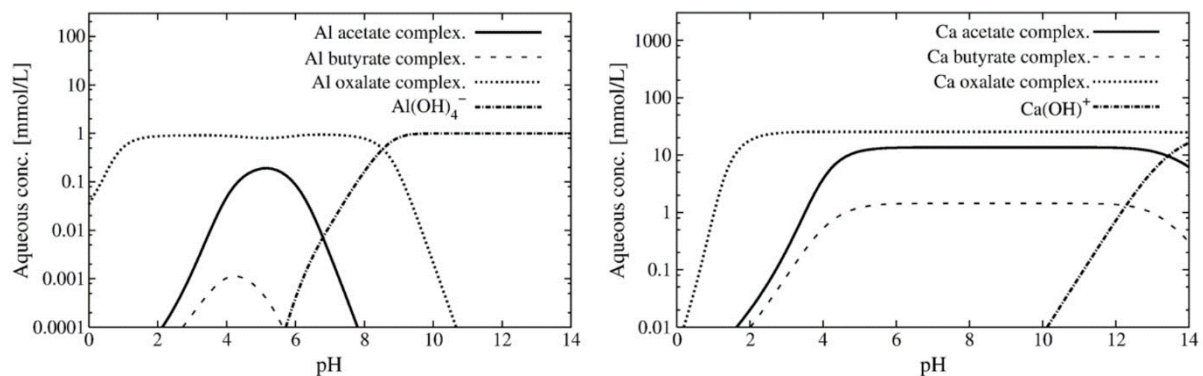 Al acetate complex.
Al butyrate complex.
Al oxalate complex.
Al(OH)₄⁻
Aqueous conc. [mmol/L]
100
10
1
0.1
0.01
0.001
0.0001
0 2 4 6 8 10 12 14
pH
Ca acetate complex.
Ca butyrate complex.
Ca oxalate complex.
Ca(OH)⁺
Aqueous conc. [mmol/L]
1000
100
10
1
0.1
0.01
0 2 4 6 8 10 12 14
pH